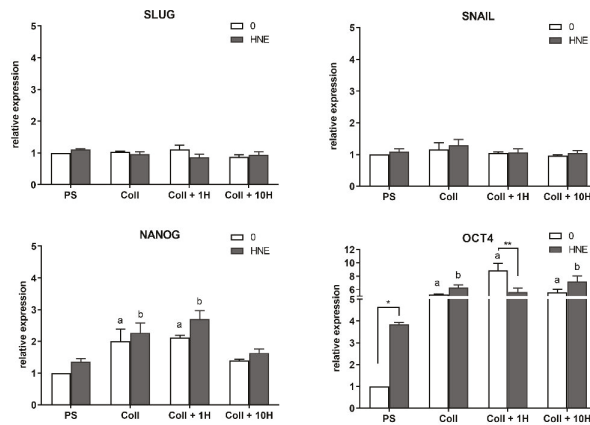 SLUG
0
HNE
relative expression
5
4
3
2
1
0
PS
Coll
Coll + 1H
Coll + 10H
SNAIL
0
HNE
relative expression
5
4
3
2
1
0
PS
Coll
Coll + 1H
Coll + 10H
NANOG
0
HNE
relative expression
5
4
3
2
1
0
a
b
a
b
PS
Coll
Coll + 1H
Coll + 10H
OCT4
0
HNE
relative expression
12
10
8
6
5
4
3
2
1
0
*
a
b
a
**
a
b
PS
Coll
Coll + 1H
Coll + 10H